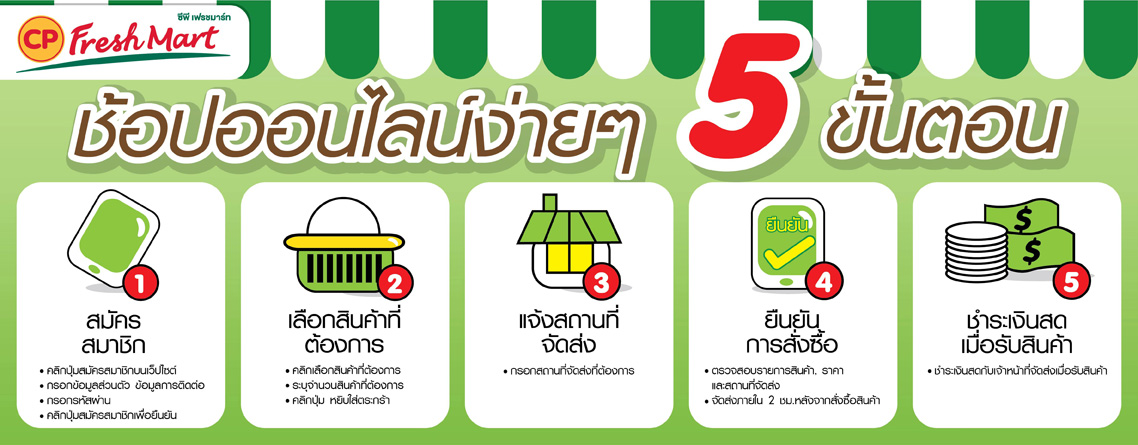 ซีพี เฟรชมาร์ท
CP Fresh Mart
ช้อปออนไลน์ง่ายๆ 5 ขั้นตอน
1
สมัคร
สมาชิก
• คลิกปุ่มสมัครสมาชิกบนเว็ปไซต์
• กรอกข้อมูลส่วนตัว ข้อมูลการติดต่อ
• กรอกรหัสผ่าน
• คลิกปุ่มสมัครสมาชิกเพื่อยืนยัน
2
เลือกสินค้าที่
ต้องการ
• คลิกเลือกสินค้าที่ต้องการ
• ระบุจำนวนสินค้าที่ต้องการ
• คลิกปุ่ม หยิบใส่ตระกร้า
3
แจ้งสถานที่
จัดส่ง
• กรอกสถานที่จัดส่งที่ต้องการ
ยืนยัน
4
ยืนยัน
การสั่งซื้อ
• ตรวจสอบรายการสินค้า, ราคา
และสถานที่จัดส่ง
• จัดส่งภายใน 2 ชม.หลังจากสั่งซื้อสินค้า
$
$
5
ชำระเงินสด
เมื่อรับสินค้า
• ชำระเงินสดกับเจ้าหน้าที่จัดส่งเมื่อรับสินค้า